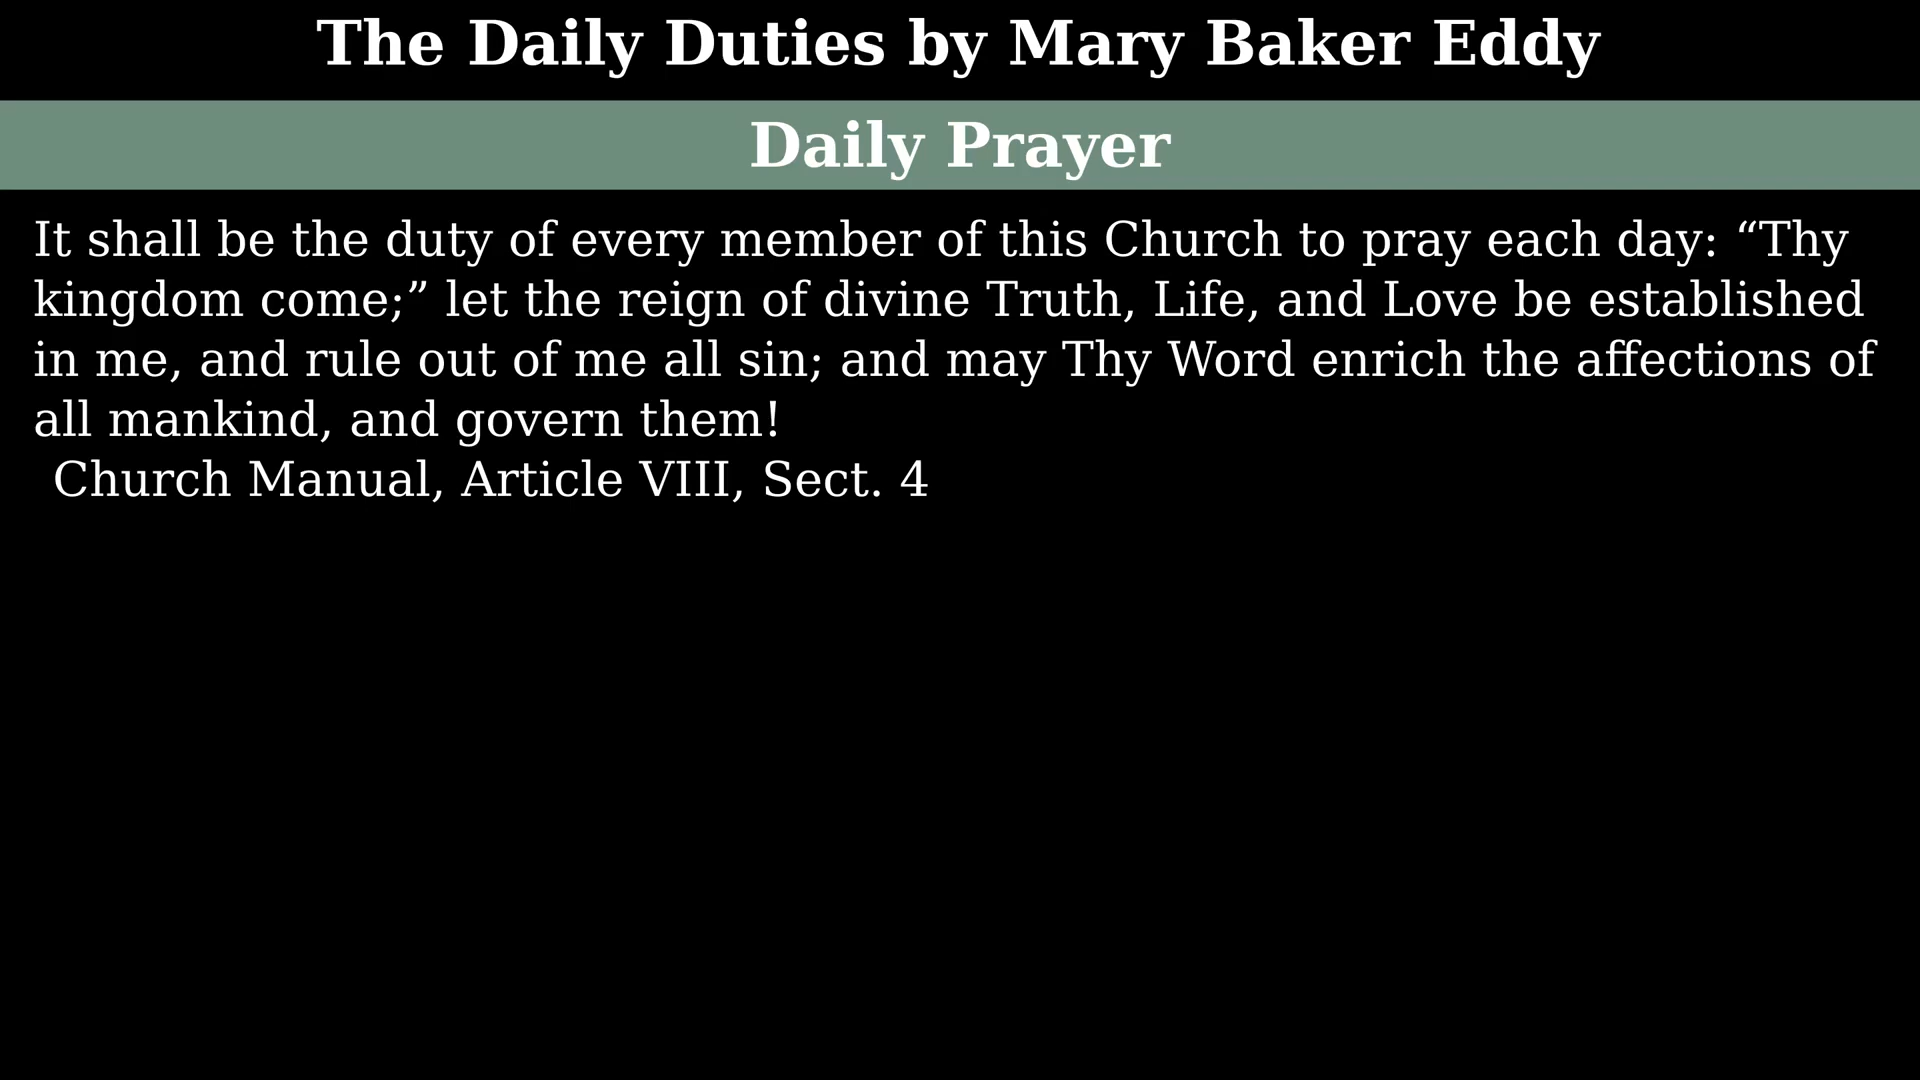 The Daily Duties by Mary Baker Eddy
Daily Prayer
It shall be the duty of every member of this Church to pray each day: “Thy
kingdom come;” let the reign of divine Truth, Life, and Love be established
in me, and rule out of me all sin; and may Thy Word enrich the affections of
all mankind, and govern them!
Church Manual, Article VIII, Sect. 4